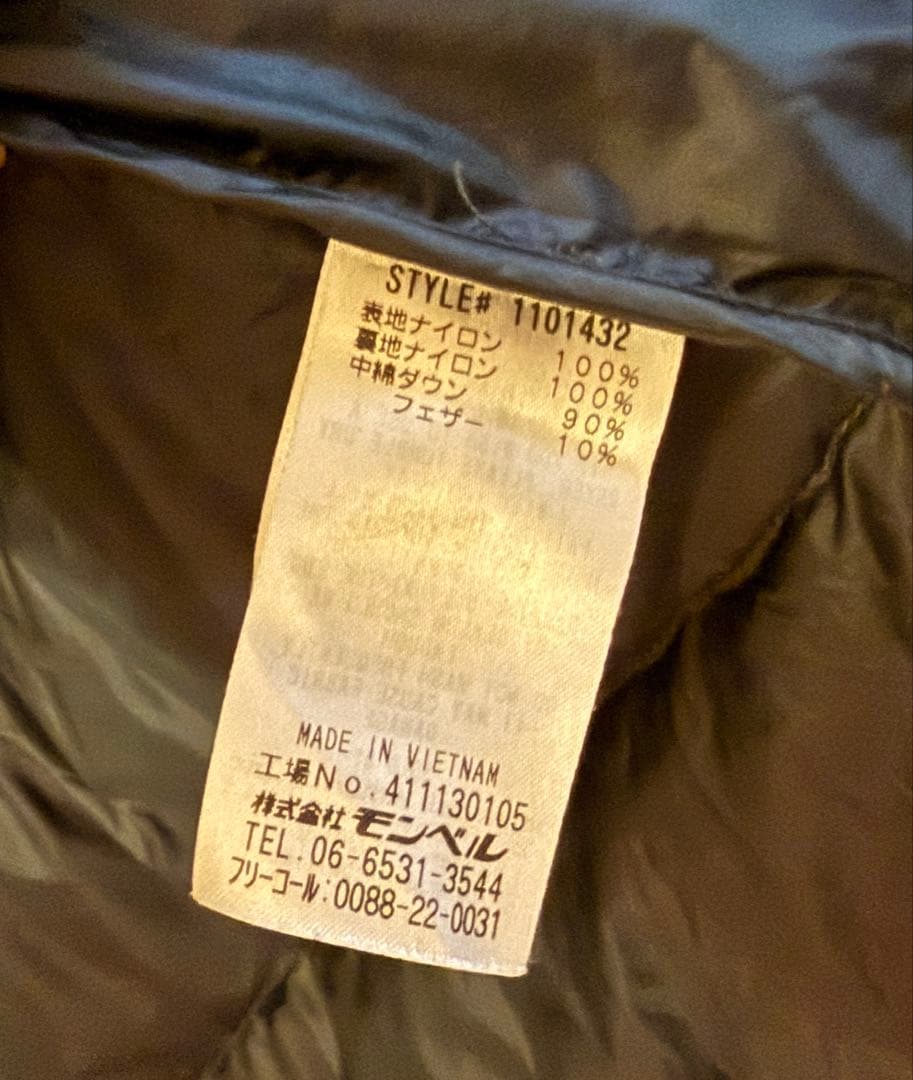 STYLE# 1101432
表地ナイロン 100%
裏地ナイロン 100%
中綿ダウン 90%
フェザー 10%
MADE IN VIETNAM
工場No.411130105
株式会社モンベル
TEL.06-6531-3544
フリーコール:0088-22-0031